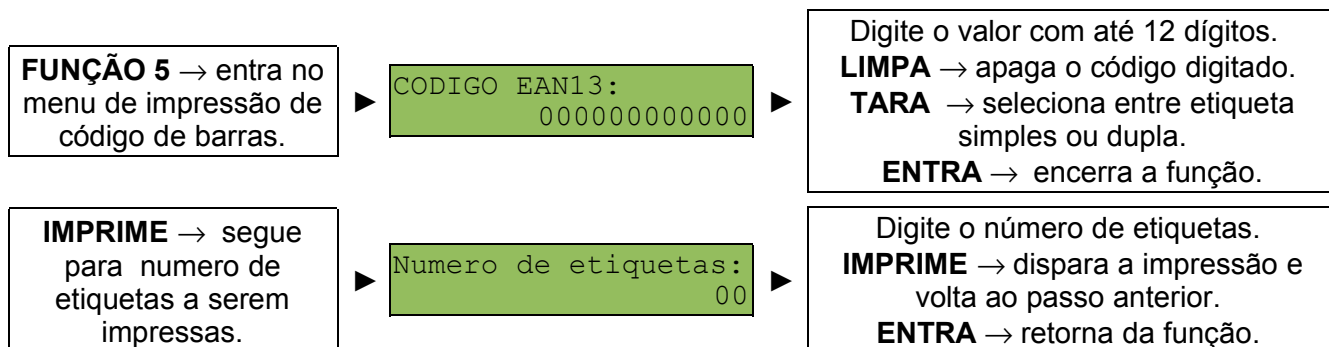 FUNÇÃO 5 → entra no
menu de impressão de
código de barras.
►
CODIGO EAN13:
000000000000
►
Digite o valor com até 12 dígitos.
LIMPA → apaga o código digitado.
TARA → seleciona entre etiqueta
simples ou dupla.
ENTRA → encerra a função.
IMPRIME → segue
para numero de
etiquetas a serem
impressas.
►
Numero de etiquetas:
00
►
Digite o número de etiquetas.
IMPRIME → dispara a impressão e
volta ao passo anterior.
ENTRA → retorna da função.